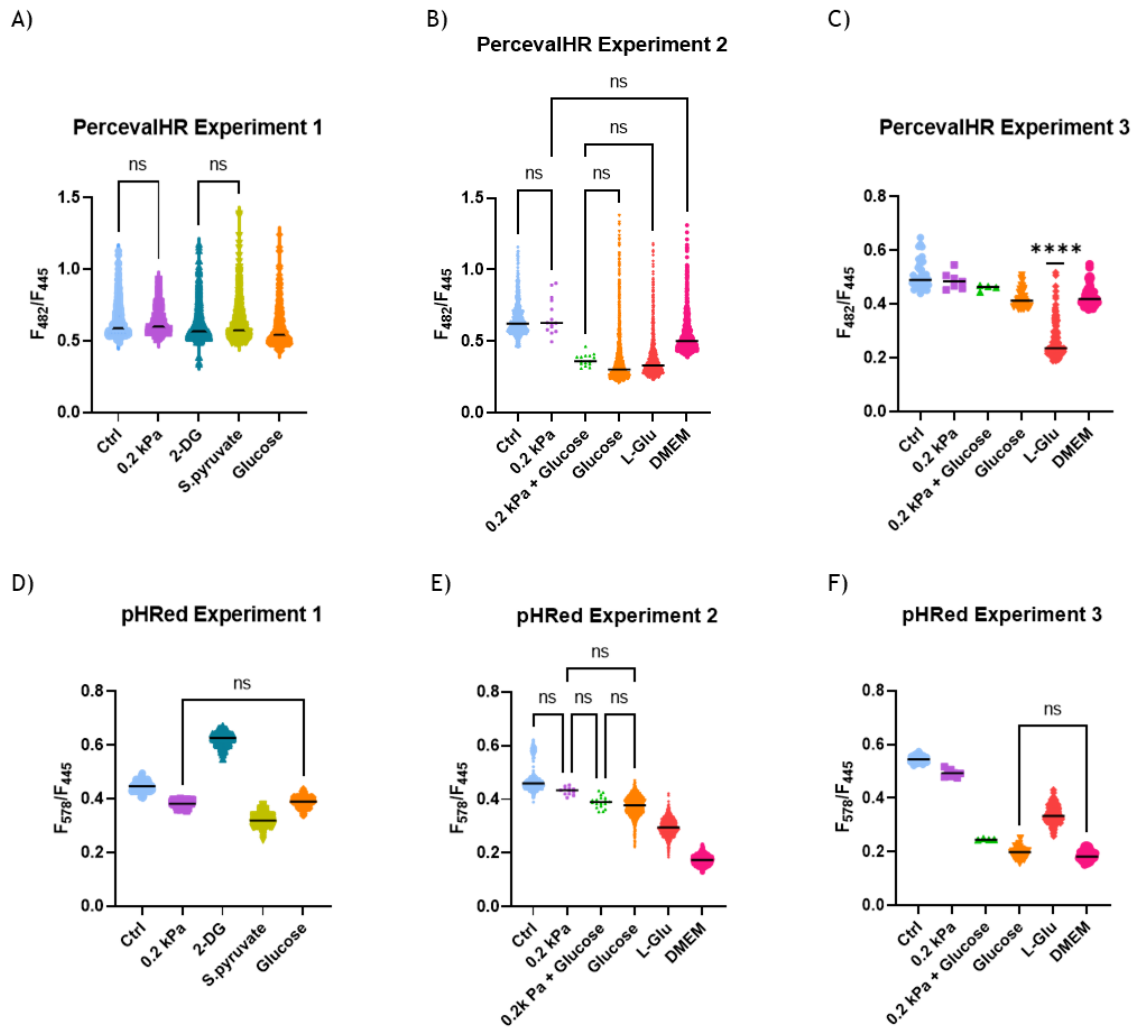 A)
PercevalHR Experiment 1
ns
ns
F482/F445
1.5
1.0
0.5
0.0
Ctrl
0.2 kPa
2-DG
S.pyruvate
Glucose
B)
PercevalHR Experiment 2
ns
ns
ns
ns
F482/F445
1.5
1.0
0.5
0.0
Ctrl
0.2 kPa
0.2 kPa + Glucose
Glucose
L-Glu
DMEM
C)
PercevalHR Experiment 3
****
F482/F445
0.8
0.6
0.4
0.2
0.0
Ctrl
0.2 kPa
0.2 kPa + Glucose
Glucose
L-Glu
DMEM
D)
pHRed Experiment 1
ns
F578/F445
0.8
0.6
0.4
0.2
0.0
Ctrl
0.2 kPa
2-DG
S.pyruvate
Glucose
E)
pHRed Experiment 2
ns
ns
ns
ns
F578/F445
0.8
0.6
0.4
0.2
0.0
Ctrl
0.2 kPa
0.2k Pa + Glucose
Glucose
L-Glu
DMEM
F)
pHRed Experiment 3
ns
F578/F445
0.8
0.6
0.4
0.2
0.0
Ctrl
0.2 kPa
0.2 kPa + Glucose
Glucose
L-Glu
DMEM